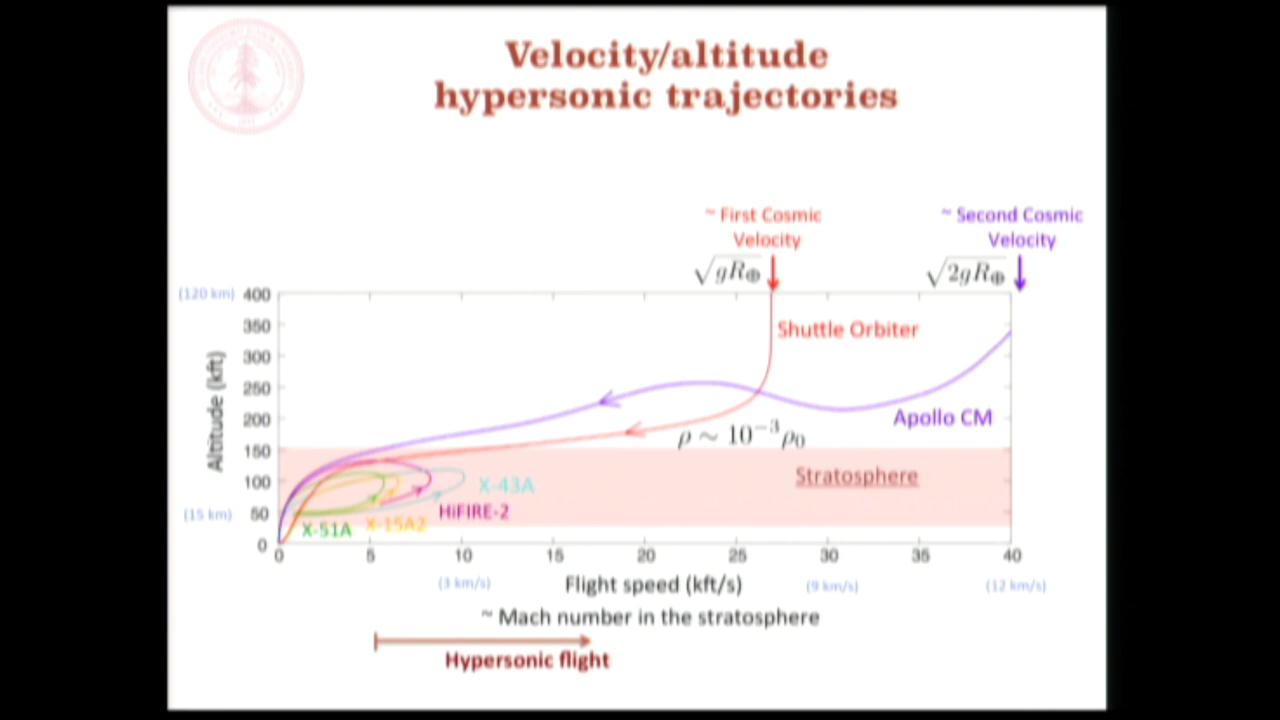 Velocity/altitude
hypersonic trajectories
~ First Cosmic
Velocity
~ Second Cosmic
Velocity
√gR⊕
√2gR⊕
(120 km)
400
350
300
250
200
150
100
50
0
(15 km)
Altitude (kft)
Shuttle Orbiter
Apollo CM
ρ ~ 10⁻³ρ₀
Stratosphere
X-43A
HiFIRE-2
X-15A2
X-51A
0 5 10 15 20 25 30 35 40
(3 km/s) Flight speed (kft/s) (9 km/s) (12 km/s)
~ Mach number in the stratosphere
Hypersonic flight